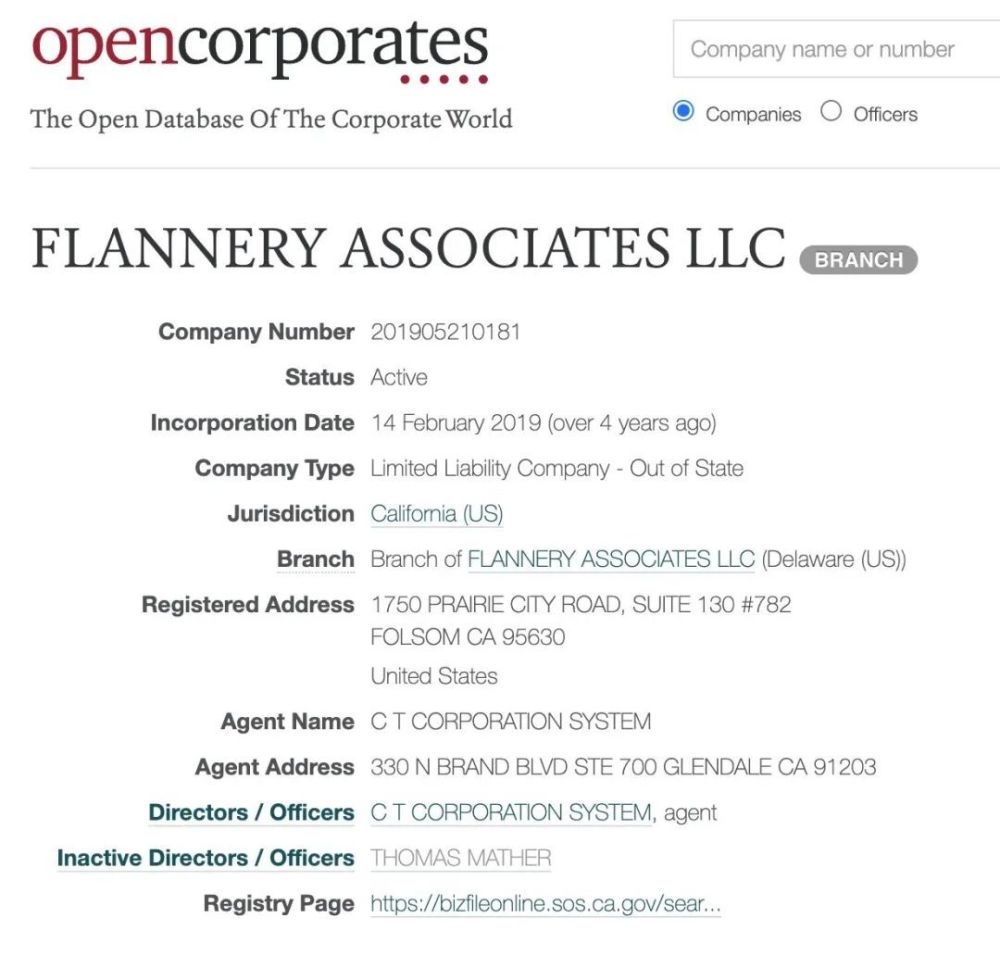 opencorporates
The Open Database Of The Corporate World
Company name or number
Companies Officers
FLANNERY ASSOCIATES LLC BRANCH
Company Number 201905210181
Status Active
Incorporation Date 14 February 2019 (over 4 years ago)
Company Type Limited Liability Company - Out of State
Jurisdiction California (US)
Branch Branch of FLANNERY ASSOCIATES LLC (Delaware (US))
Registered Address 1750 PRAIRIE CITY ROAD, SUITE 130 #782
FOLSOM CA 95630
United States
Agent Name C T CORPORATION SYSTEM
Agent Address 330 N BRAND BLVD STE 700 GLENDALE CA 91203
Directors / Officers C T CORPORATION SYSTEM, agent
Inactive Directors / Officers THOMAS MATHER
Registry Page https://bizfileonline.sos.ca.gov/sear...